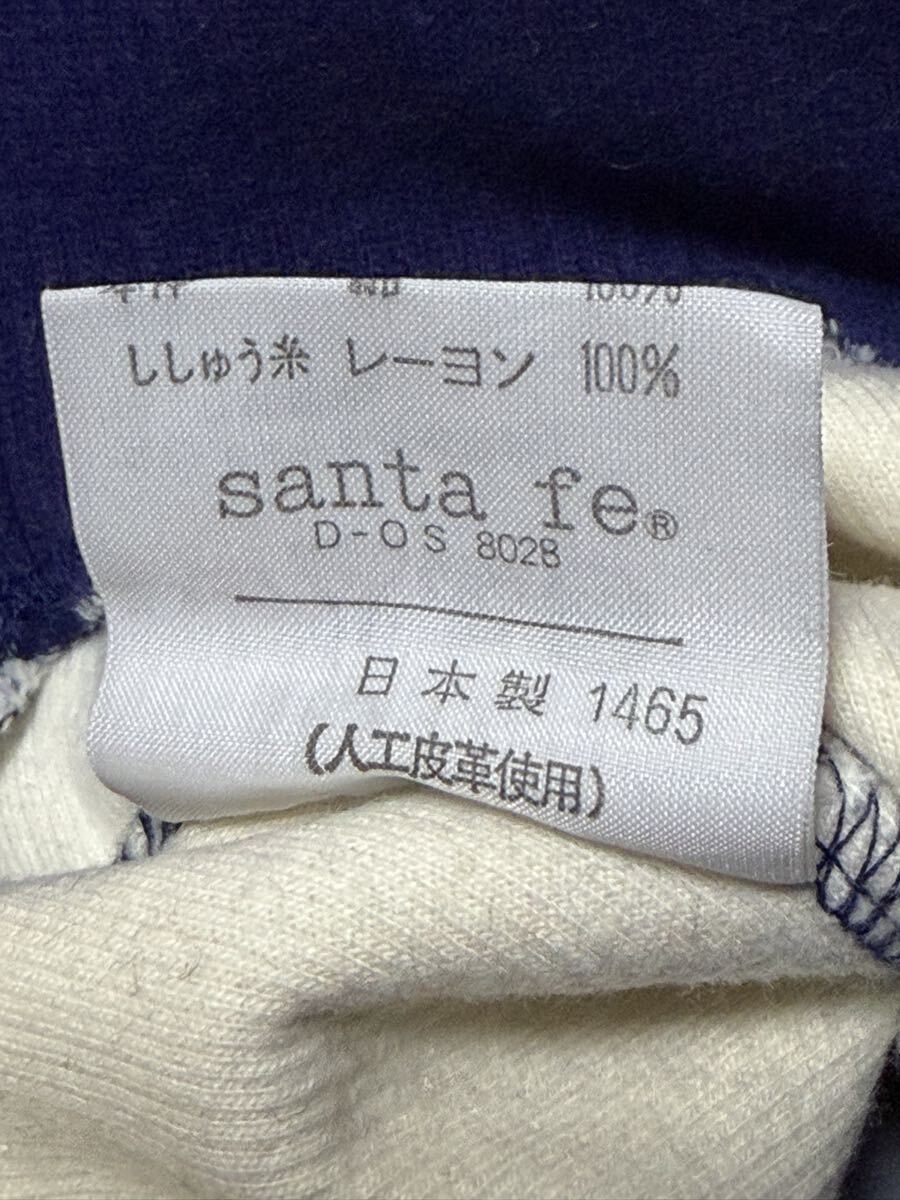 100%
ししゅう糸 レーヨン 100%
santa fe®
D-OS 8028
日本製 1465
(人工皮革使用)